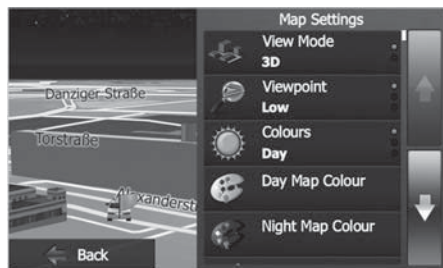 Map Settings
View Mode
3D
Viewpoint
Low
Colours
Day
Day Map Colour
Night Map Colour
Danziger Straße
Torstraße
Alexanderst
Back